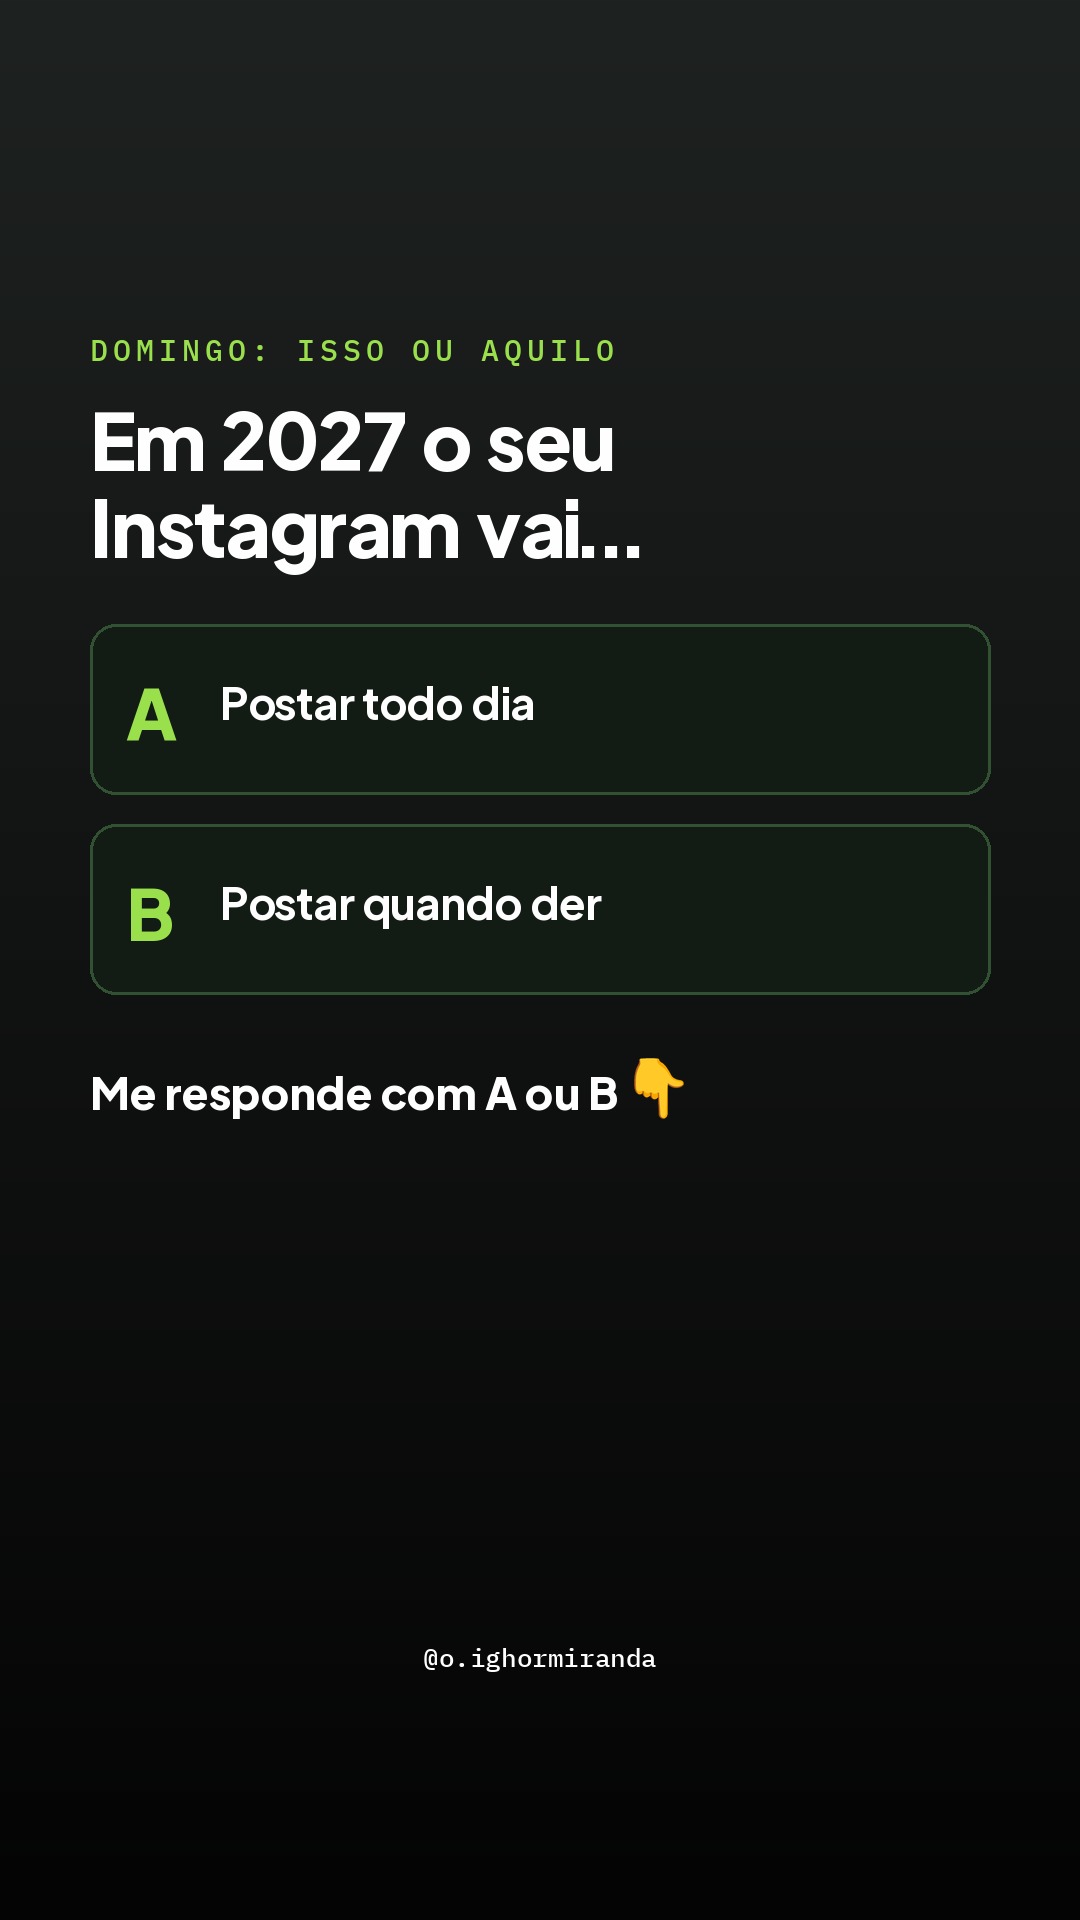 DOMINGO: ISSO OU AQUILO
Em 2027 o seu
Instagram vai...
A Postar todo dia
B Postar quando der
Me responde com A ou B 👇
@o.ighormiranda